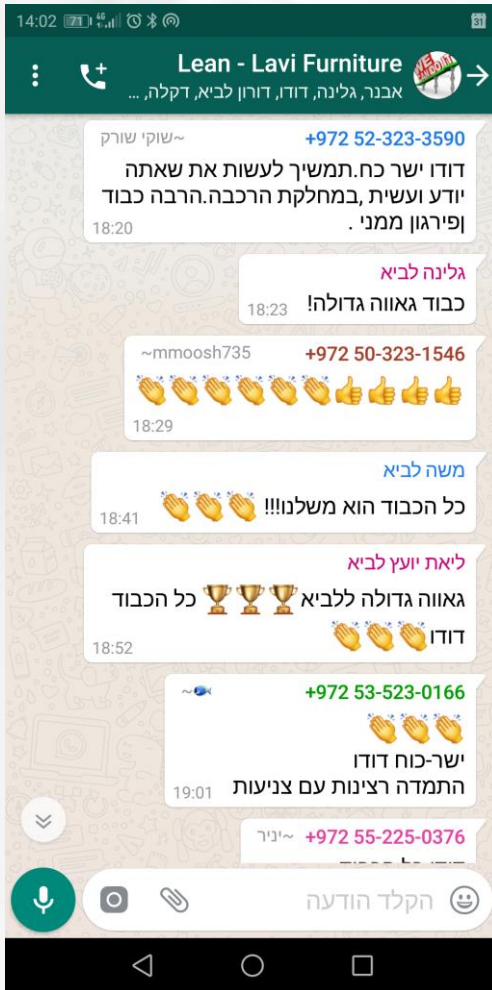 14:02 71
31
Lean - Lavi Furniture
אבנר, גלינה, דודו, דורון לביא, דקלה, ...
+972 52-323-3590 ~שוקי שורק
דודו ישר כח.תמשיך לעשות את שאתה
יודע ועשית ,במחלקת הרכבה.הרבה כבוד
ןפירגון ממני .
18:20
גלינה לביא
כבוד גאווה גדולה! 18:23
+972 50-323-1546 ~mmoosh735
👏👏👏👏👏👏👍👍👍👍
18:29
משה לביא
כל הכבוד הוא משלנו!!! 👏👏👏 18:41
ליאת יועץ לביא
גאווה גדולה ללביא🏆🏆🏆 כל הכבוד
דודו👏👏👏
18:52
+972 53-523-0166 ~🐟
👏👏👏
ישר-כוח דודו
התמדה רצינות עם צניעות 19:01
+972 55-225-0376 ~יניר
הקלד הודעה